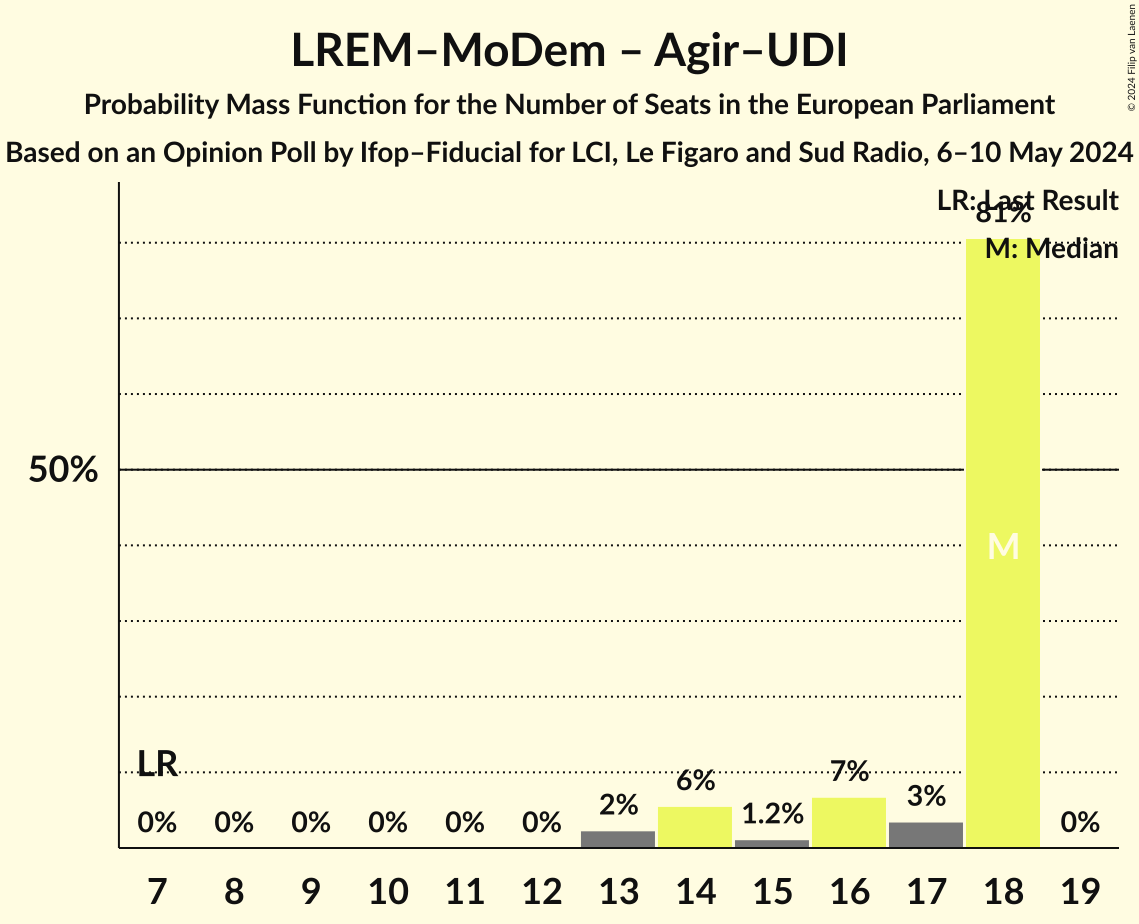 LREM–MoDem – Agir–UDI
Probability Mass Function for the Number of Seats in the European Parliament
Based on an Opinion Poll by Ifop–Fiducial for LCI, Le Figaro and Sud Radio, 6–10 May 2024
© 2024 Filip van Laenen
LR: Last Result
81%
M: Median
50%
M
LR
0% 0% 0% 0% 0% 0% 2% 6% 1.2% 7% 3% 0%
7 8 9 10 11 12 13 14 15 16 17 18 19